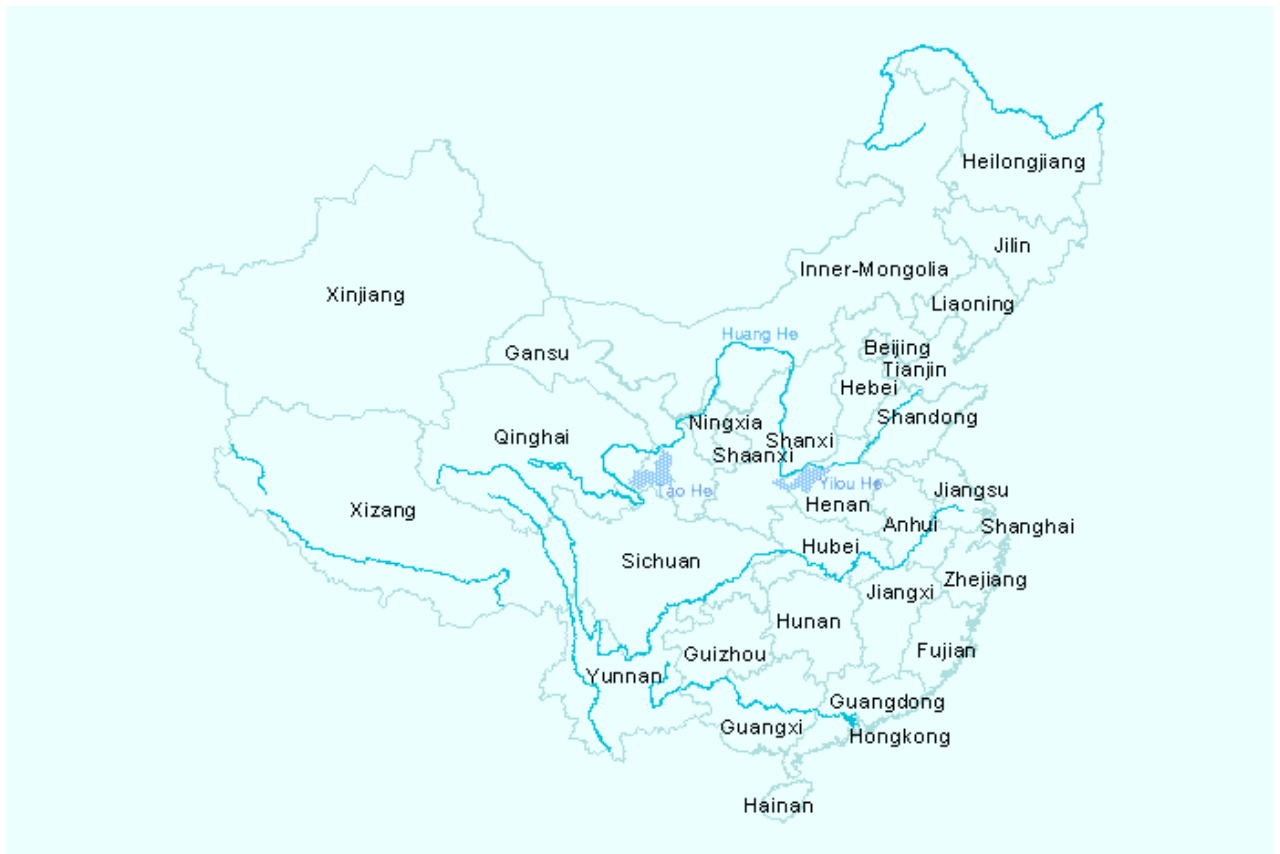 Heilongjiang
Jilin
Inner-Mongolia
Xinjiang
Liaoning
Huang He
Beijing
Gansu
Tianjin
Hebei
Shandong
Ningxia
Qinghai
Shanxi
Shaanxi
Tao He
Yilou He
Jiangsu
Henan
Xizang
Anhui
Shanghai
Hubei
Sichuan
Zhejiang
Jiangxi
Hunan
Fujian
Guizhou
Yunnan
Guangdong
Guangxi
Hongkong
Hainan